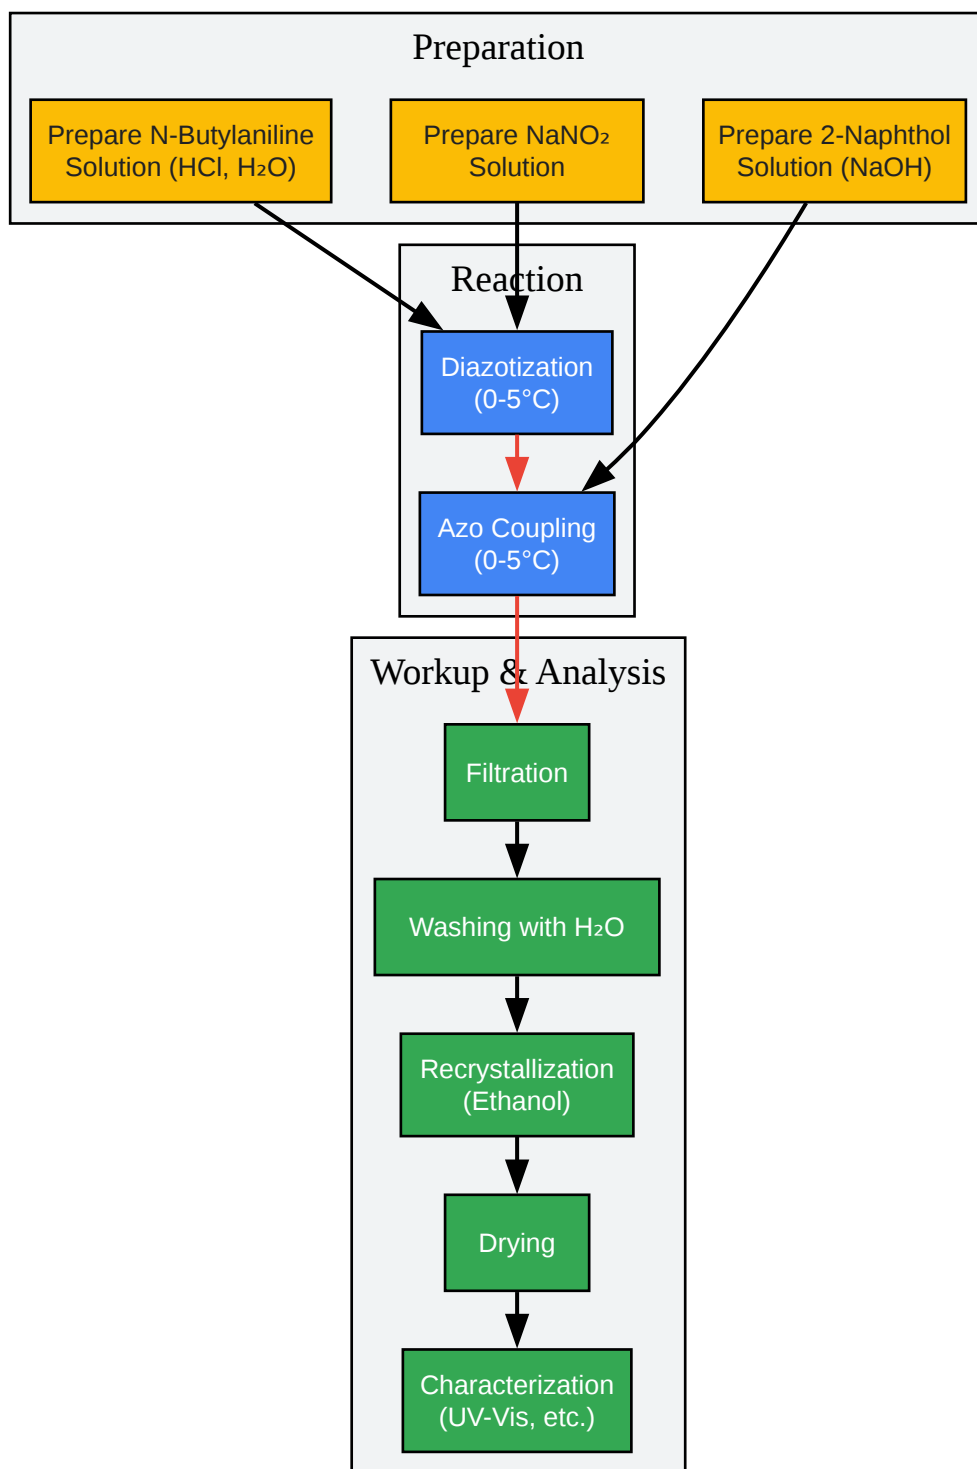 Preparation
Prepare N-Butylaniline
Solution (HCl, H₂O)
Prepare NaNO₂
Solution
Prepare 2-Naphthol
Solution (NaOH)
Reaction
Diazotization
(0-5°C)
Azo Coupling
(0-5°C)
Workup & Analysis
Filtration
Washing with H₂O
Recrystallization
(Ethanol)
Drying
Characterization
(UV-Vis, etc.)